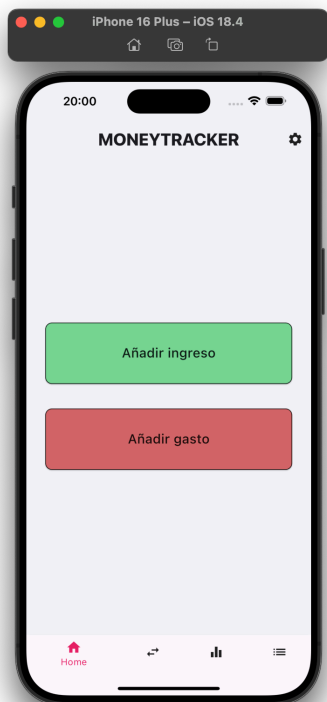 iPhone 16 Plus – iOS 18.4
20:00
MONEYTRACKER
Añadir ingreso
Añadir gasto
Home